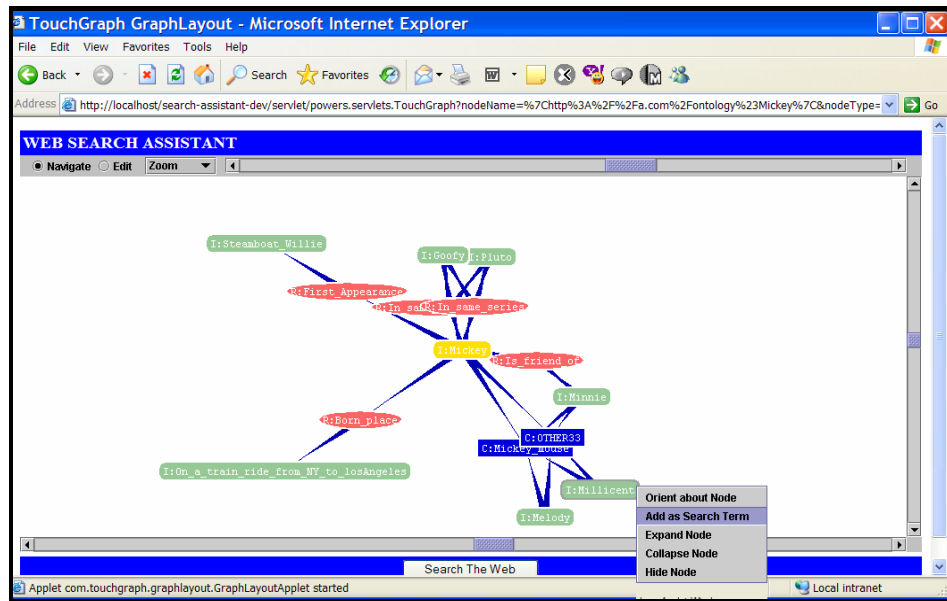 TouchGraph GraphLayout - Microsoft Internet Explorer
File Edit View Favorites Tools Help
Back Search Favorites
Address http://localhost/search-assistant-dev/servlet/powers.servlets.TouchGraph?nodeName=%7Chttp%3A%2F%2Fa.com%2Fontology%23Mickey%7C&nodeType= Go
WEB SEARCH ASSISTANT
Navigate Edit Zoom
I:Steamboat_Willie
I:Goofy I:Pluto
R:First_Appearance
R:In sa R:In_same_series
I:Mickey
R:Is_friend_of
I:Minnie
R:Born_place
C:OTHER33
C:Mickey_mouse
I:On_a_train_ride_from_NY_to_losAngeles
I:Millicent
I:Melody
Orient about Node
Add as Search Term
Expand Node
Collapse Node
Hide Node
Search The Web
Applet com.touchgraph.graphlayout.GraphLayoutApplet started Local intranet